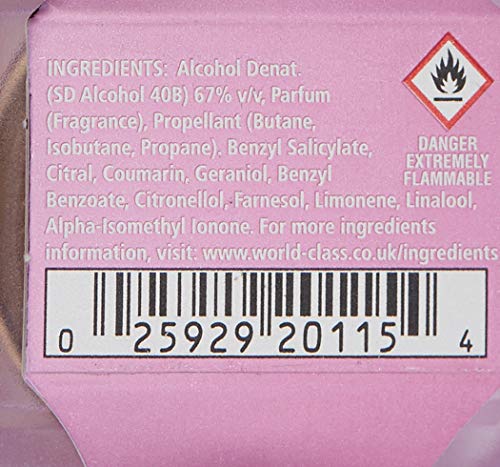 INGREDIENTS: Alcohol Denat.
(SD Alcohol 40B) 67% v/v, Parfum
(Fragrance), Propellant (Butane,
Isobutane, Propane). Benzyl Salicylate,
Citral, Coumarin, Geraniol, Benzyl
Benzoate, Citronellol, Farnesol, Limonene, Linalool,
Alpha-Isomethyl Ionone. For more ingredients
information, visit: www.world-class.co.uk/ingredients
DANGER
EXTREMELY
FLAMMABLE
0 25929 20115 4